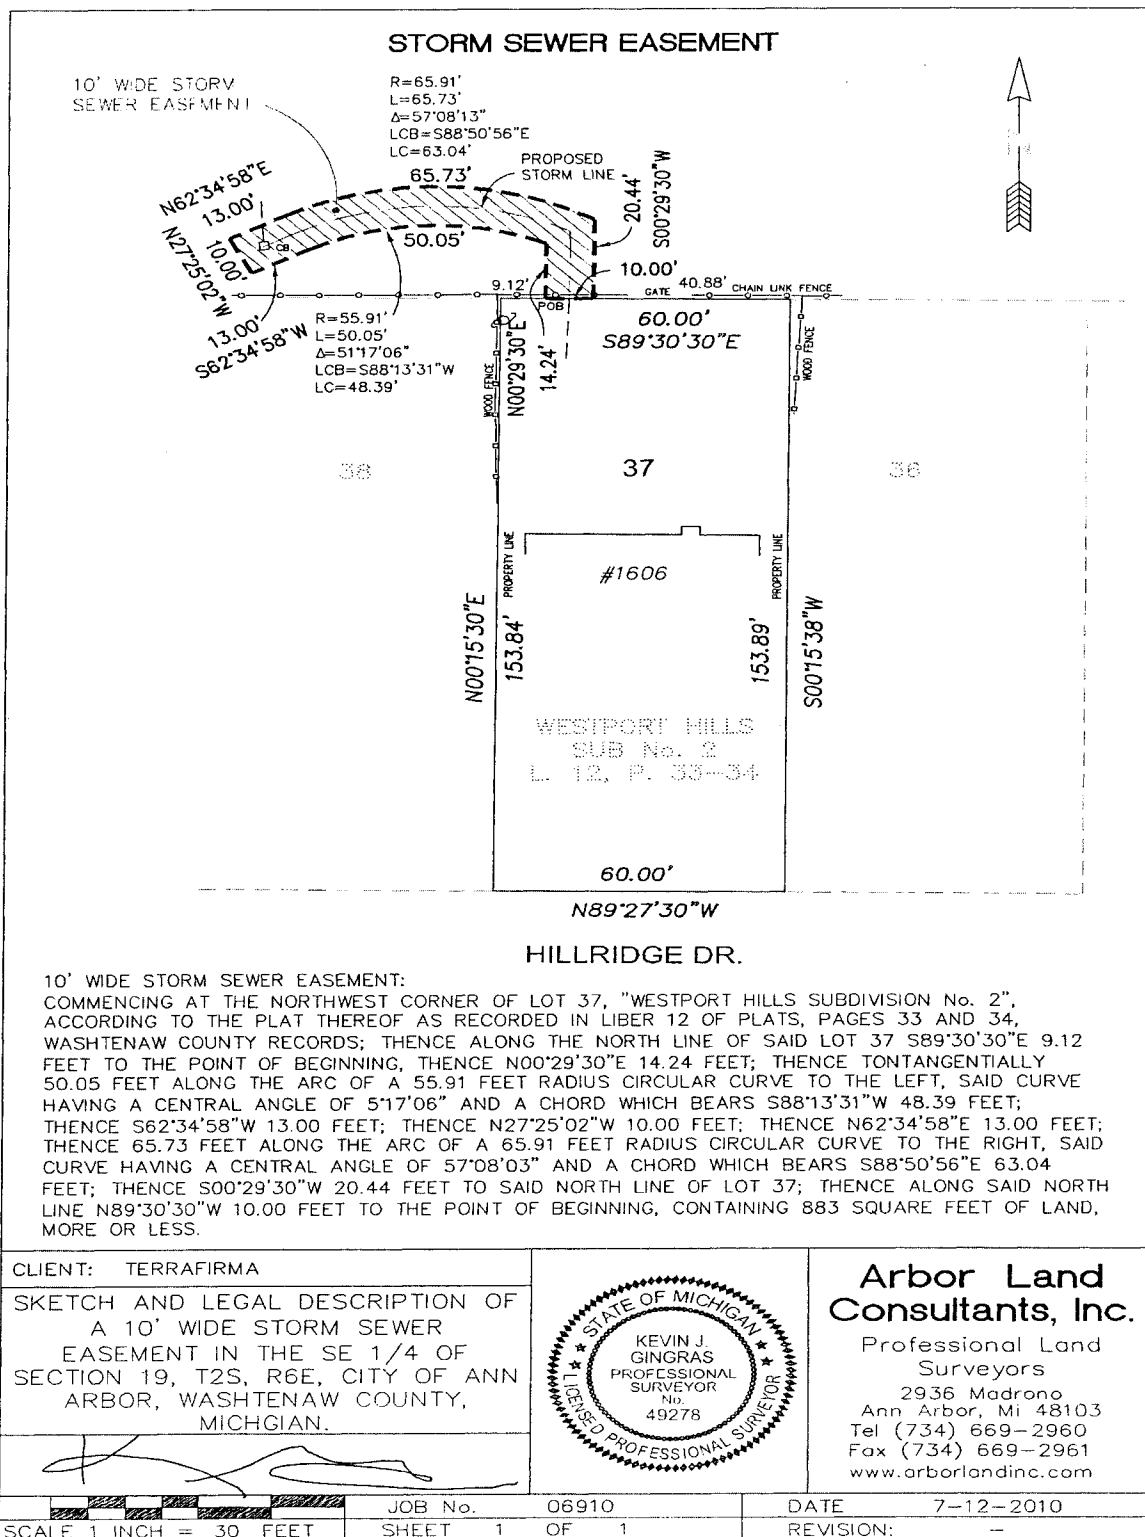 STORM SEWER EASEMENT
10' WIDE STORM
SEWER EASEMENT
R=65.91'
L=65.73'
Δ=57°08'13"
LCB=S88°50'56"E
LC=63.04'
65.73'
PROPOSED
STORM LINE
20.44'
S00°29'30"W
N62°34'58"E
13.00'
N27°25'02"W
10.00'
CB
50.05'
10.00'
13.00'
S62°34'58"W
R=55.91'
L=50.05'
Δ=51°17'06"
LCB=S88°13'31"W
LC=48.39'
9.12'
POB
GATE
40.88'
CHAIN LINK FENCE
60.00'
S89°30'30"E
N00°29'30"E
14.24'
WOOD FENCE
WOOD FENCE
38
37
36
PROPERTY LINE
PROPERTY LINE
#1606
N00°15'30"E
153.84'
153.89'
S00°15'38"W
WESTPORT HILLS
SUB No. 2
L. 12, P. 33-34
60.00'
N89°27'30"W
HILLRIDGE DR.
10' WIDE STORM SEWER EASEMENT:
COMMENCING AT THE NORTHWEST CORNER OF LOT 37, "WESTPORT HILLS SUBDIVISION No. 2",
ACCORDING TO THE PLAT THEREOF AS RECORDED IN LIBER 12 OF PLATS, PAGES 33 AND 34,
WASHTENAW COUNTY RECORDS; THENCE ALONG THE NORTH LINE OF SAID LOT 37 S89°30'30"E 9.12
FEET TO THE POINT OF BEGINNING, THENCE N00°29'30"E 14.24 FEET; THENCE TONTANGENTIALLY
50.05 FEET ALONG THE ARC OF A 55.91 FEET RADIUS CIRCULAR CURVE TO THE LEFT, SAID CURVE
HAVING A CENTRAL ANGLE OF 5°17'06" AND A CHORD WHICH BEARS S88°13'31"W 48.39 FEET;
THENCE S62°34'58"W 13.00 FEET; THENCE N27°25'02"W 10.00 FEET; THENCE N62°34'58"E 13.00 FEET;
THENCE 65.73 FEET ALONG THE ARC OF A 65.91 FEET RADIUS CIRCULAR CURVE TO THE RIGHT, SAID
CURVE HAVING A CENTRAL ANGLE OF 57°08'03" AND A CHORD WHICH BEARS S88°50'56"E 63.04
FEET; THENCE S00°29'30"W 20.44 FEET TO SAID NORTH LINE OF LOT 37; THENCE ALONG SAID NORTH
LINE N89°30'30"W 10.00 FEET TO THE POINT OF BEGINNING, CONTAINING 883 SQUARE FEET OF LAND,
MORE OR LESS.
CLIENT: TERRAFIRMA
SKETCH AND LEGAL DESCRIPTION OF
A 10' WIDE STORM SEWER
EASEMENT IN THE SE 1/4 OF
SECTION 19, T2S, R6E, CITY OF ANN
ARBOR, WASHTENAW COUNTY,
MICHGIAN.
STATE OF MICHIGAN
KEVIN J.
GINGRAS
PROFESSIONAL
SURVEYOR
No.
49278
LICENSED PROFESSIONAL SURVEYOR
Arbor Land
Consultants, Inc.
Professional Land
Surveyors
2936 Madrono
Ann Arbor, Mi 48103
Tel (734) 669-2960
Fax (734) 669-2961
www.arborlandinc.com
SCALE 1 INCH = 30 FEET
JOB No. 06910
SHEET 1 OF 1
DATE 7-12-2010
REVISION: -